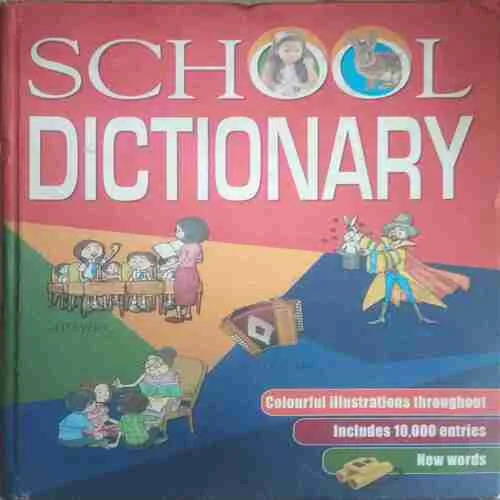 SCHOOL
DICTIONARY
Colourful illustrations throughout
Includes 10,000 entries
New words